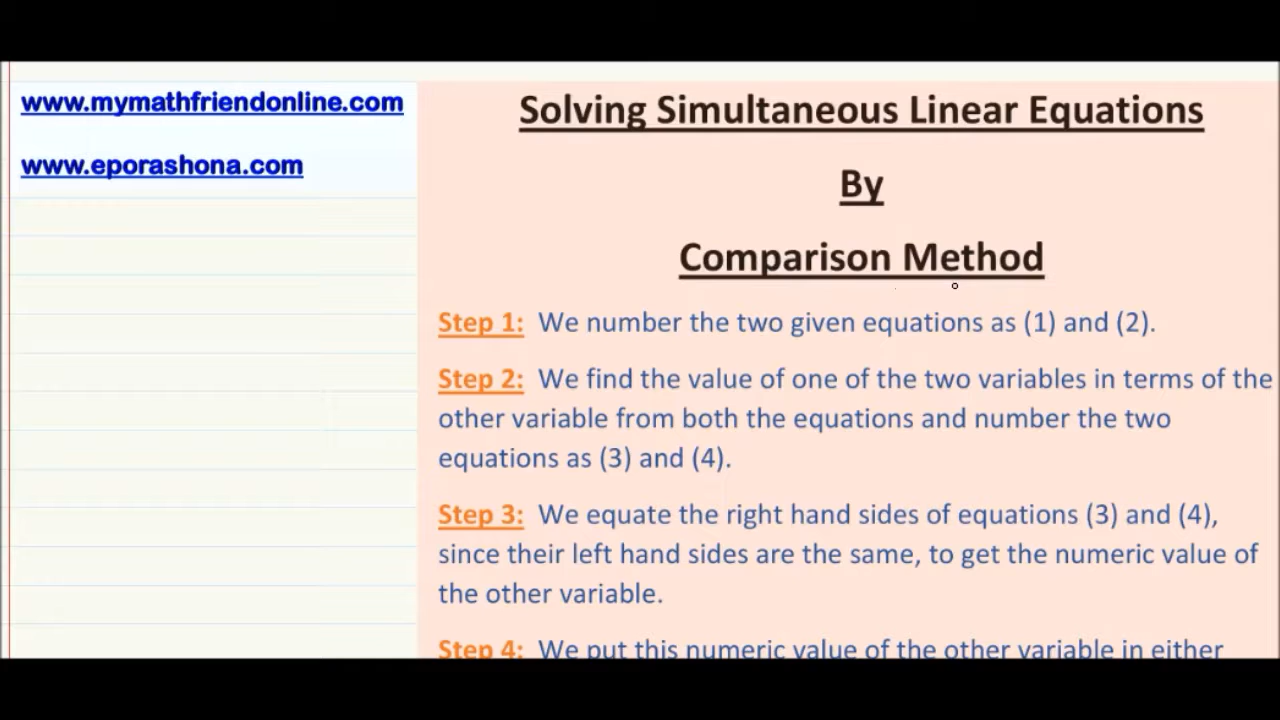 www.mymathfriendonline.com
www.eporashona.com
Solving Simultaneous Linear Equations
By
Comparison Method
Step 1: We number the two given equations as (1) and (2).
Step 2: We find the value of one of the two variables in terms of the
other variable from both the equations and number the two
equations as (3) and (4).
Step 3: We equate the right hand sides of equations (3) and (4),
since their left hand sides are the same, to get the numeric value of
the other variable.
Step 4: We put this numeric value of the other variable in either